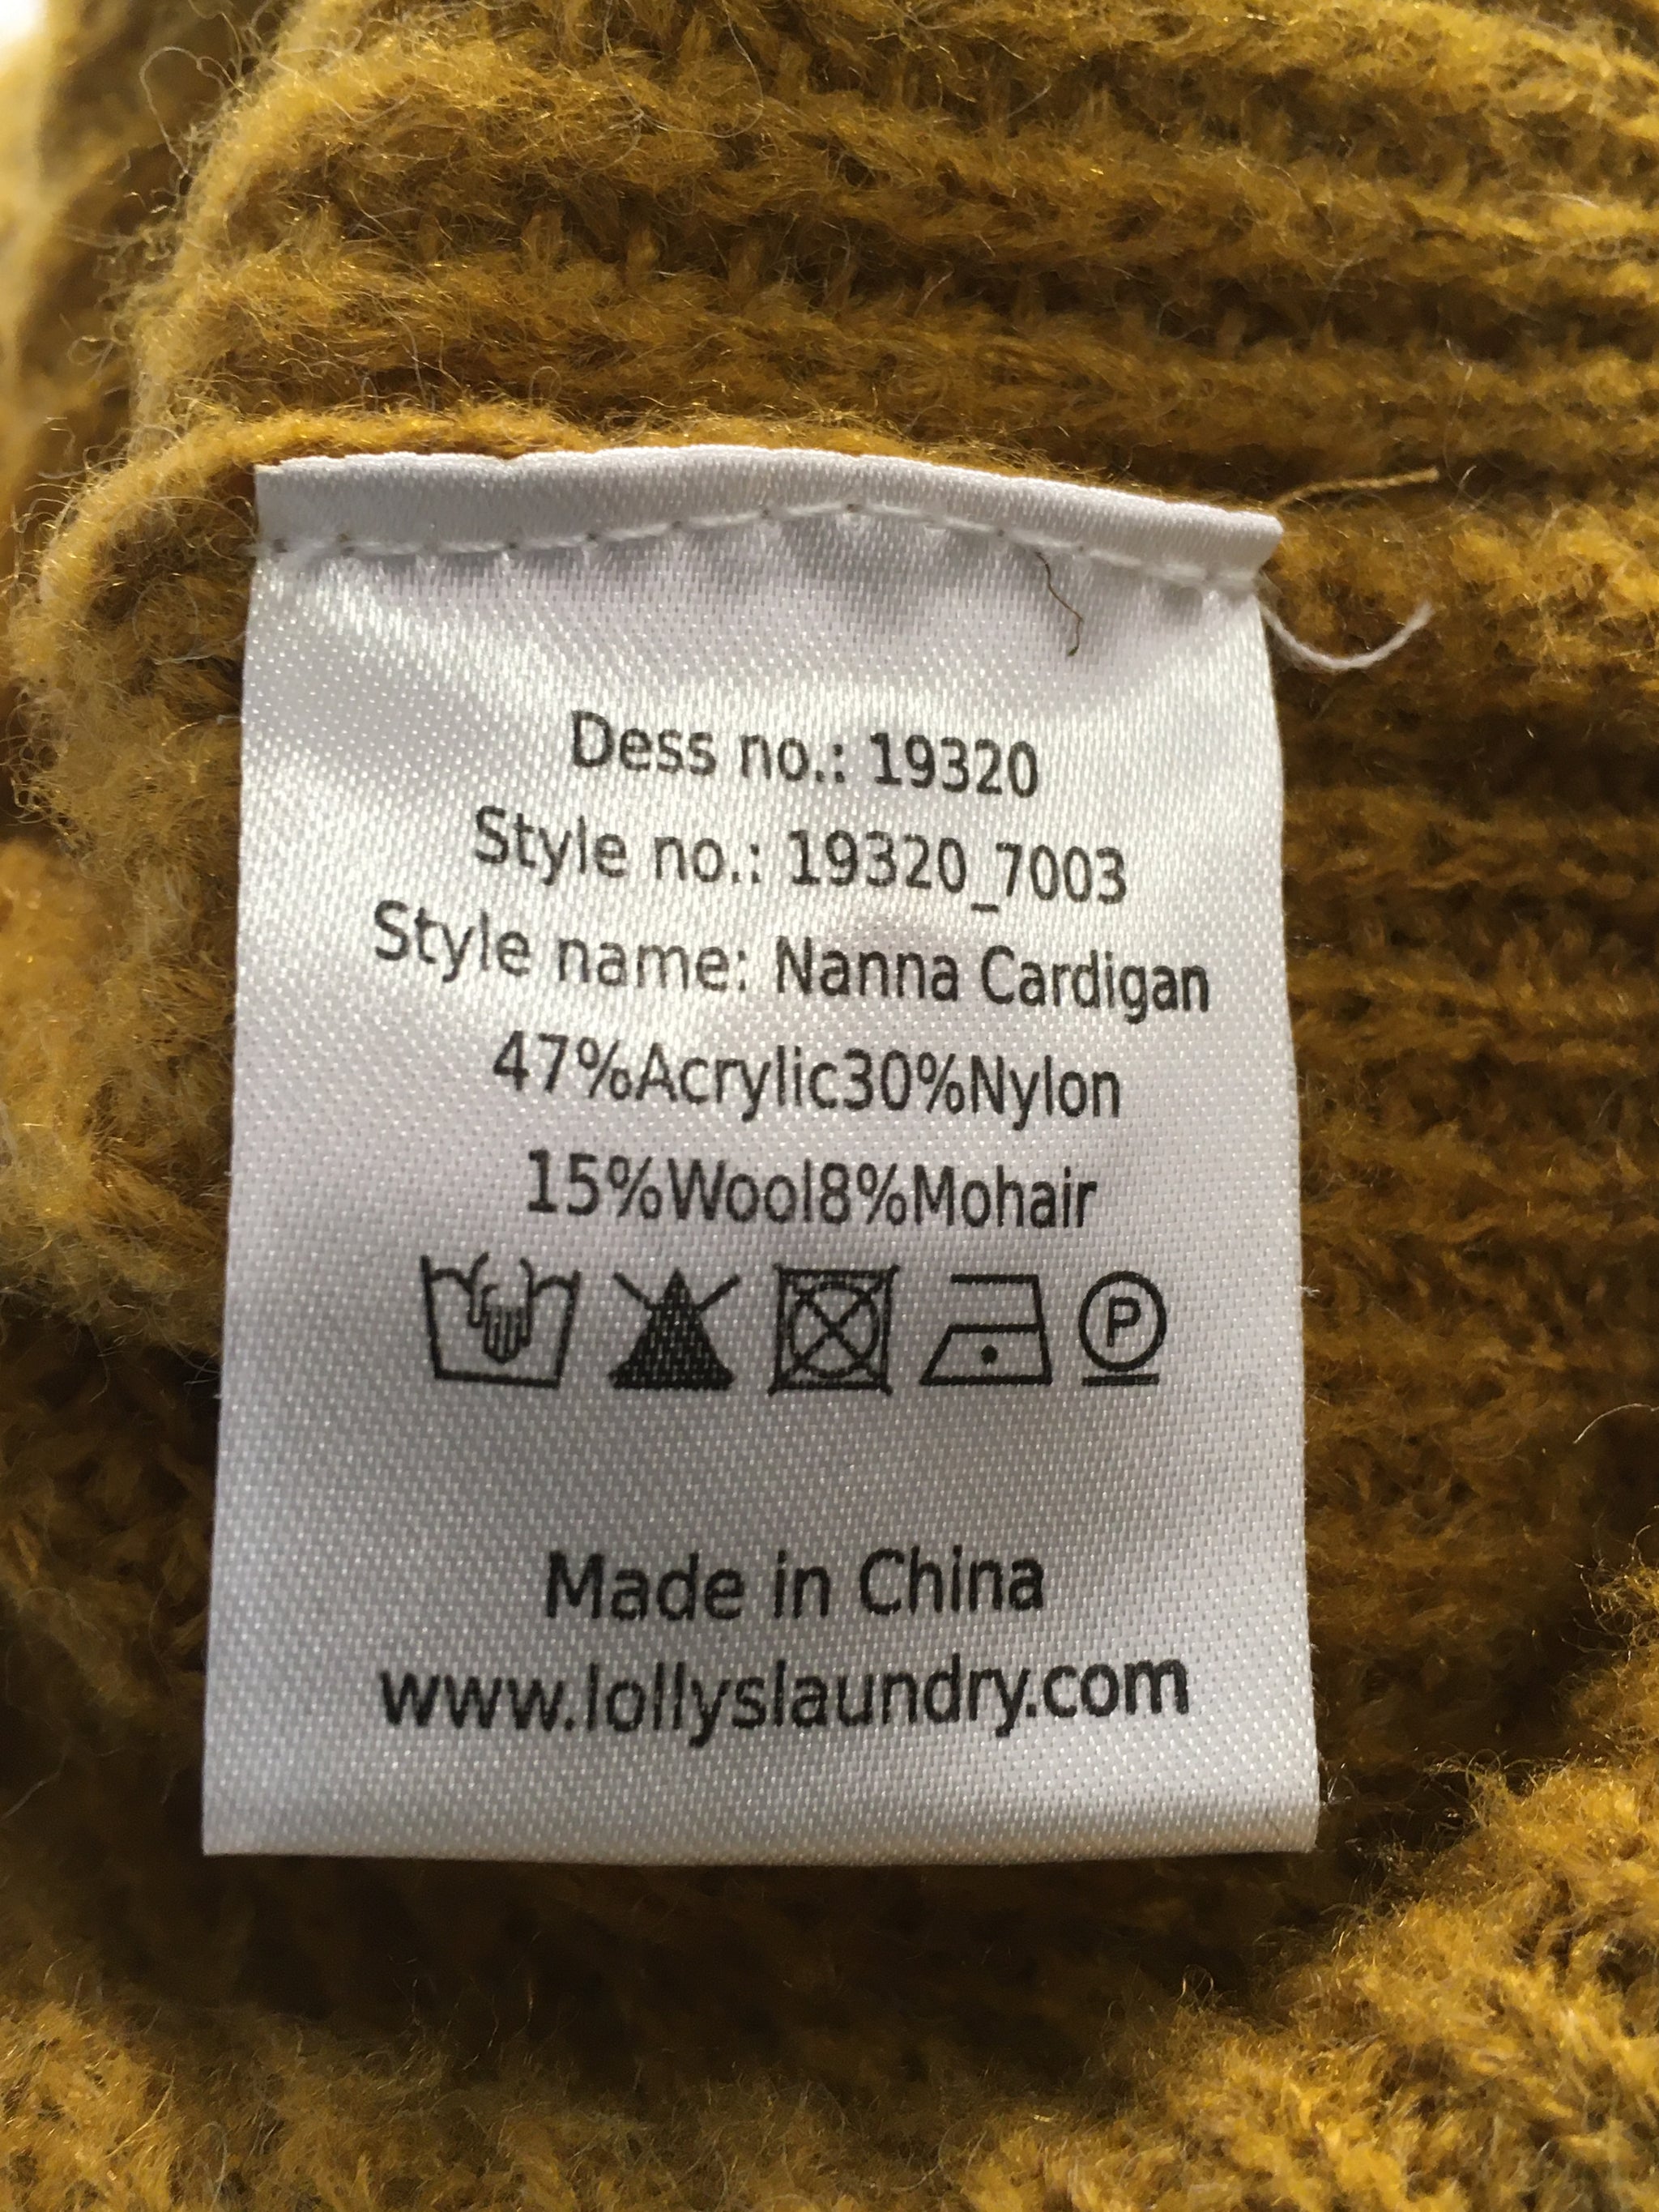 Dess no.: 19320
Style no.: 19320_7003
Style name: Nanna Cardigan
47%Acrylic30%Nylon
15%Wool8%Mohair
P
Made in China
www.lollyslaundry.com